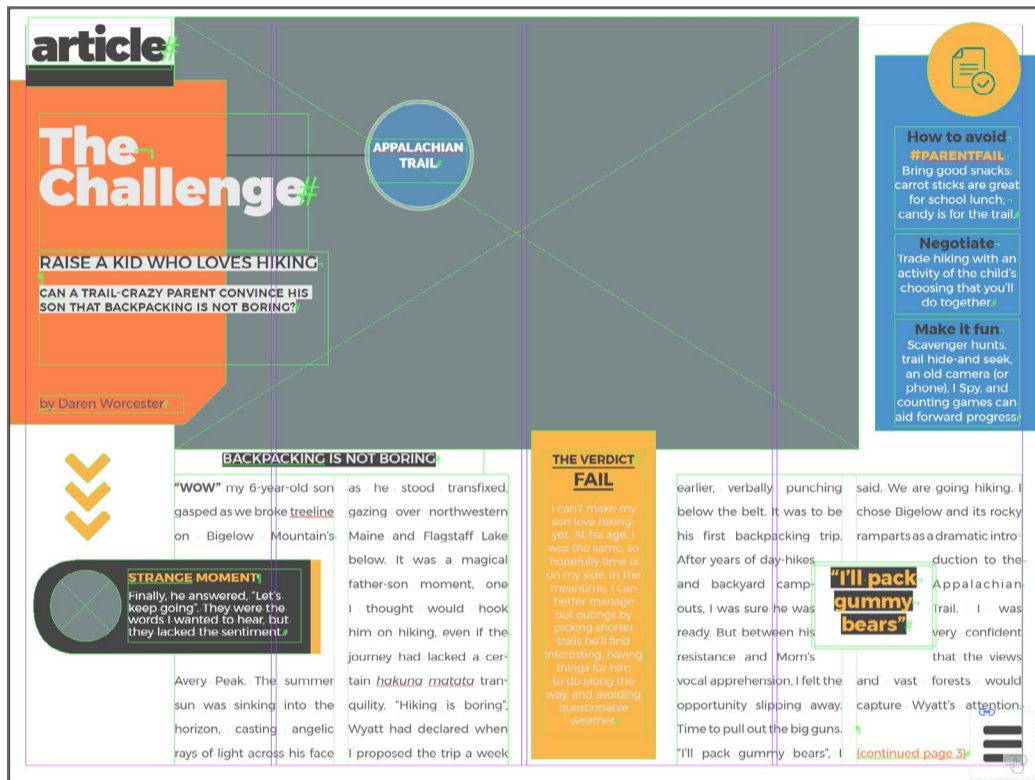 article
The
Challenge
RAISE A KID WHO LOVES HIKING
CAN A TRAIL-CRAZY PARENT CONVINCE HIS
SON THAT BACKPACKING IS NOT BORING?
by Daren Worcester
APPALACHIAN
TRAIL
How to avoid
#PARENTFAIL
Bring good snacks:
carrot sticks are great
for school lunch;
candy is for the trail.
Negotiate
Trade hiking with an
activity of the child's
choosing that you'll
do together
Make it fun
Scavenger hunts,
trail hide-and seek,
an old camera (or
phone), I Spy, and
counting games can
aid forward progress
BACKPACKING IS NOT BORING
“WOW” my 6-year-old son
gasped as we broke treeline
on Bigelow Mountain's
STRANGE MOMENT
Finally, he answered, “Let's
keep going”. They were the
words I wanted to hear, but
they lacked the sentiment.
Avery Peak. The summer
sun was sinking into the
horizon, casting angelic
rays of light across his face
as he stood transfixed,
gazing over northwestern
Maine and Flagstaff Lake
below. It was a magical
father-son moment, one
I thought would hook
him on hiking, even if the
journey had lacked a cer-
tain hakuna matata tran-
quility. “Hiking is boring”,
Wyatt had declared when
I proposed the trip a week
THE VERDICT
FAIL
I can't make my
son love hiking-
yet. At his age, I
was the same, so
hopefully time is
on my side. In the
meantime, I can
better manage
out outings by
picking shorter
trails he'll find
interesting, having
things for him
to do along the
way, and avoiding
questionable
weather.
earlier, verbally punching
below the belt. It was to be
his first backpacking trip.
After years of day-hikes
and backyard camp-
outs, I was sure he was
ready. But between his
resistance and Mom's
vocal apprehension, I felt the
opportunity slipping away.
Time to pull out the big guns.
“I'll pack gummy bears”, I
“I'll pack
gummy
bears”
said. We are going hiking. I
chose Bigelow and its rocky
ramparts as a dramatic intro
duction to the
Appalachian
Trail. I was
very confident
that the views
and vast forests would
capture Wyatt's attention.
(continued page 3)